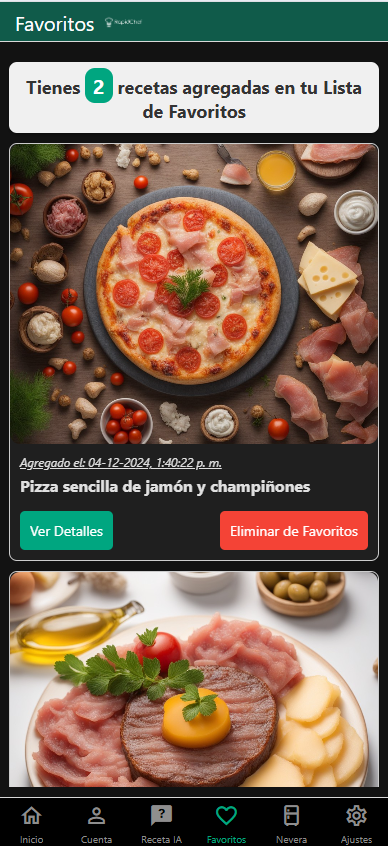 Favoritos RapidChef
Tienes 2 recetas agregadas en tu Lista
de Favoritos
Agregado el: 04-12-2024, 1:40:22 p. m.
Pizza sencilla de jamón y champiñones
Ver Detalles Eliminar de Favoritos
?
Inicio Cuenta Receta IA Favoritos Nevera Ajustes